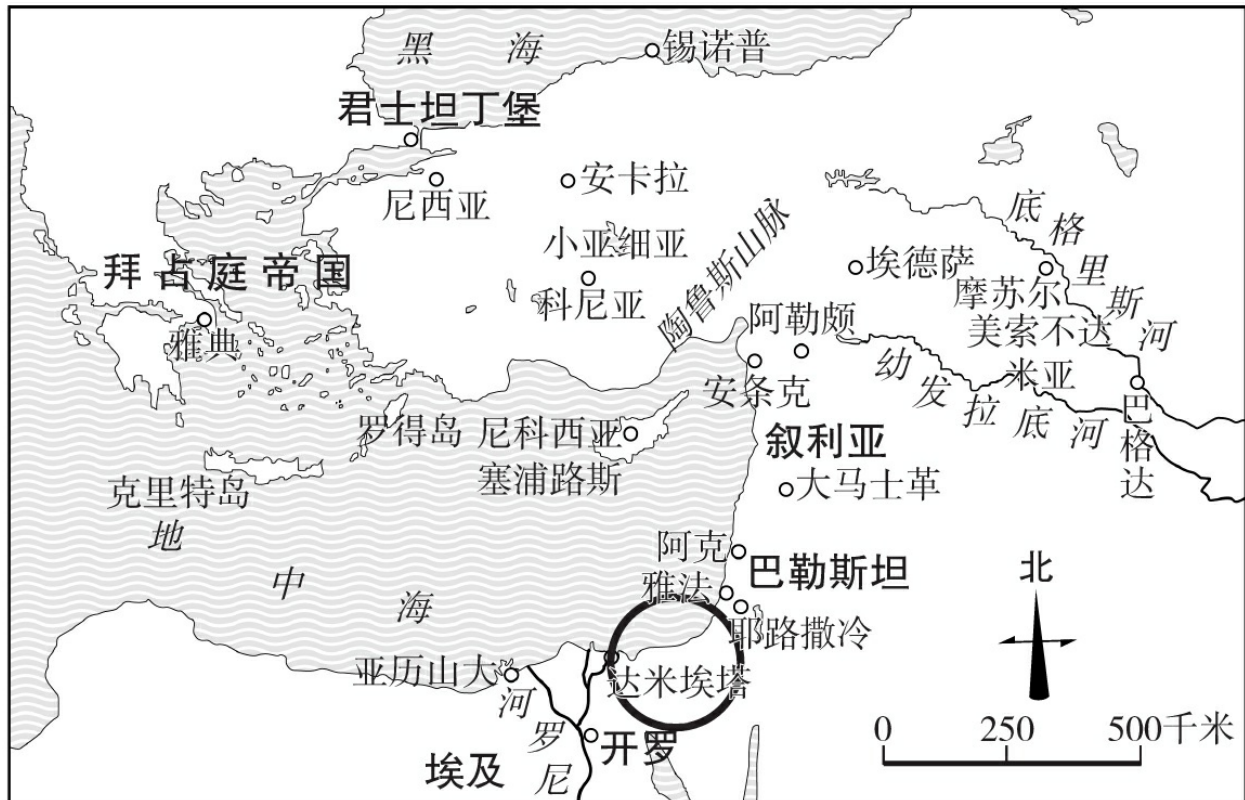 黑海
锡诺普
君士坦丁堡
尼西亚
安卡拉
小亚细亚
科尼亚
陶鲁斯山脉
底格里斯河
埃德萨
摩苏尔
美索不达
米亚
拜占庭帝国
雅典
阿勒颇
安条克
幼发拉底河
巴格达
罗得岛
尼科西亚
塞浦路斯
叙利亚
大马士革
克里特岛
地中海
阿克
巴勒斯坦
雅法
耶路撒冷
北
亚历山大
达米埃塔
河罗尼
开罗
埃及
0 250 500千米